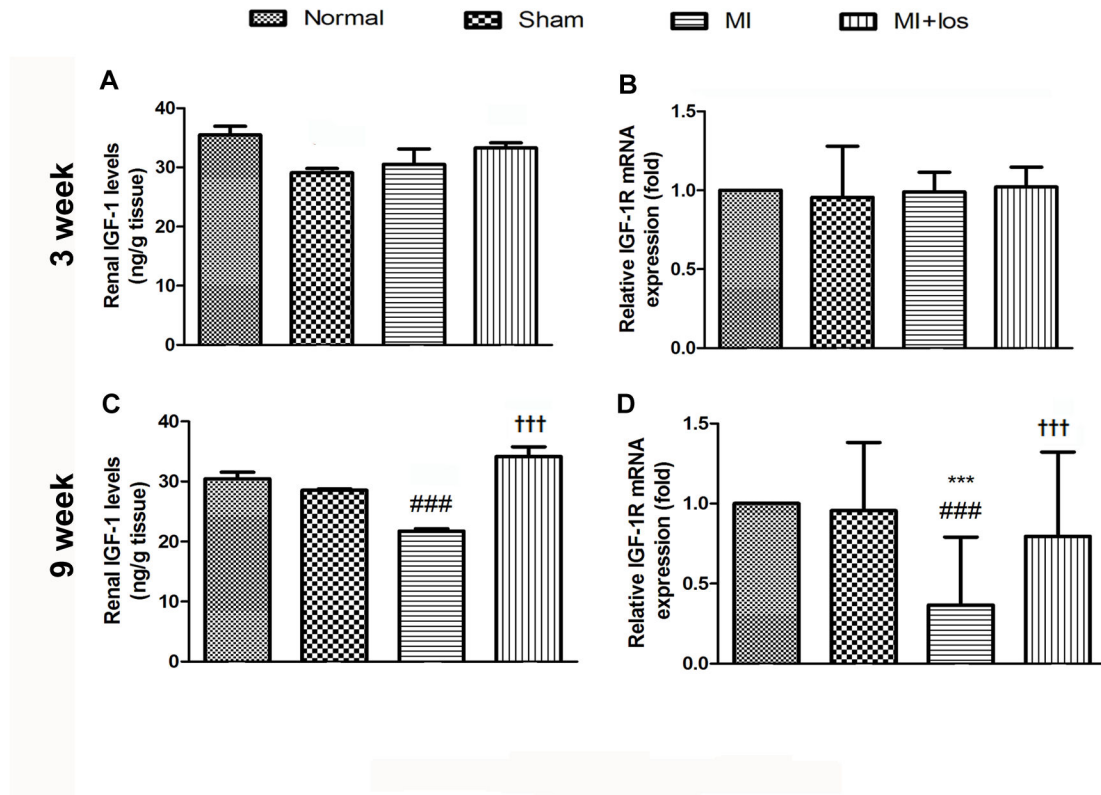 Normal Sham MI MI+los
3 week
A
Renal IGF-1 levels
(ng/g tissue)
40
30
20
10
0
B
Relative IGF-1R mRNA
expression (fold)
1.5
1.0
0.5
0.0
9 week
C
Renal IGF-1 levels
(ng/g tissue)
40
30
20
10
0
###
†††
D
Relative IGF-1R mRNA
expression (fold)
1.5
1.0
0.5
0.0
***
###
†††